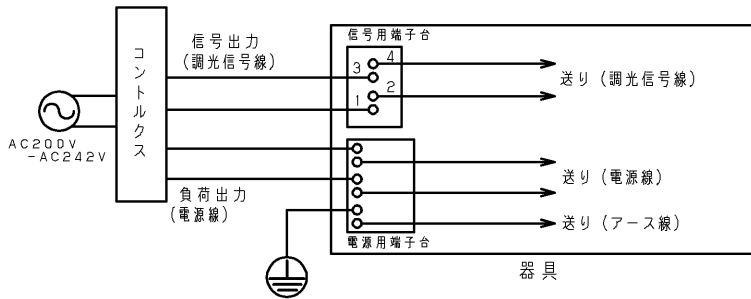 信号用端子台
信号出力
(調光信号線)
コントルクス
3
4
1
2
送り(調光信号線)
AC200V
-AC242V
負荷出力
(電源線)
送り(電源線)
送り(アース線)
電源用端子台
器具